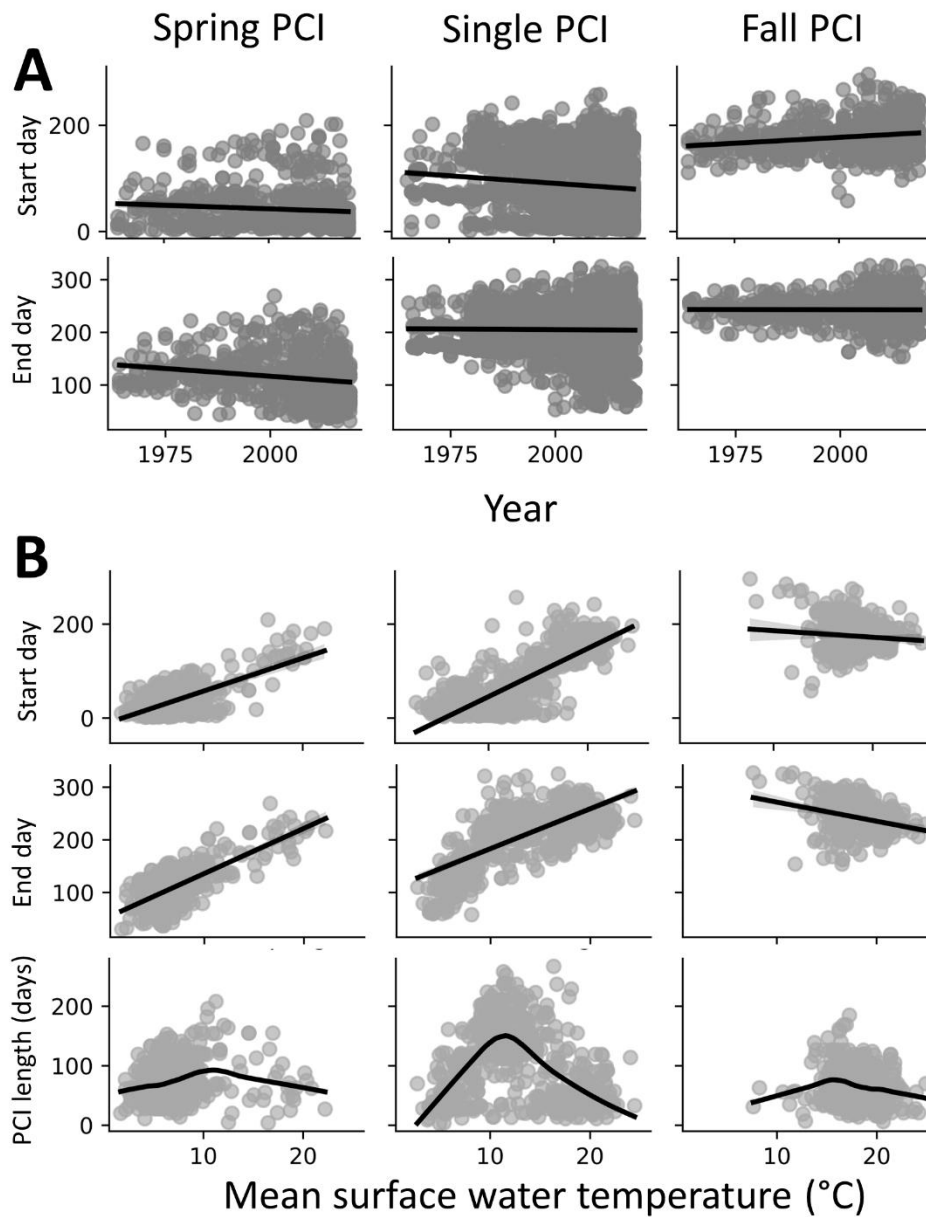 Spring PCI Single PCI Fall PCI
A
Start day
200
0
End day
300
200
100
1975 2000 1975 2000 1975 2000
Year
B
Start day
200
0
End day
300
200
100
PCI length (days)
200
100
0
10 20 10 20 10 20
Mean surface water temperature (°C)